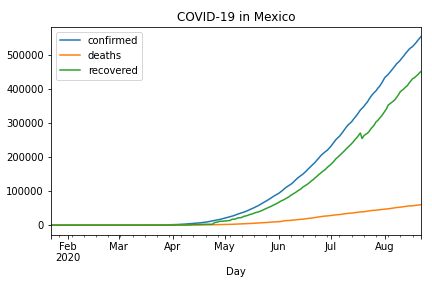 COVID-19 in Mexico
confirmed
deaths
recovered
500000
400000
300000
200000
100000
0
Feb Mar Apr May Jun Jul Aug
2020
Day